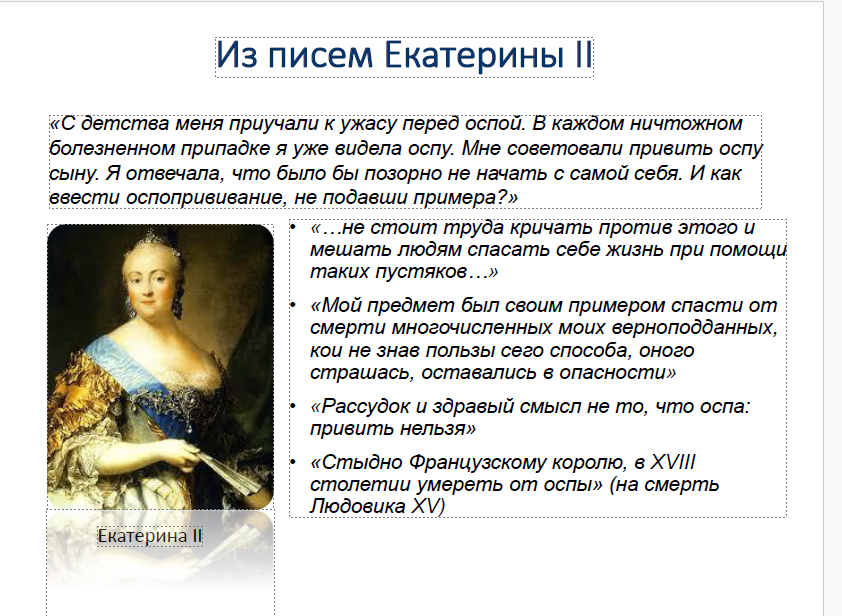 Из писем Екатерины II
«С детства меня приучали к ужасу перед оспой. В каждом ничтожном
болезненном припадке я уже видела оспу. Мне советовали привить оспу
сыну. Я отвечала, что было бы позорно не начать с самой себя. И как
ввести оспопрививание, не подавши примера?»
• «…не стоит труда кричать против этого и
мешать людям спасать себе жизнь при помощи
таких пустяков…»
• «Мой предмет был своим примером спасти от
смерти многочисленных моих верноподданных,
кои не знав пользы сего способа, оного
страшась, оставались в опасности»
• «Рассудок и здравый смысл не то, что оспа:
привить нельзя»
• «Стыдно Французскому королю, в XVIII
столетии умереть от оспы» (на смерть
Людовика XV)
Екатерина II